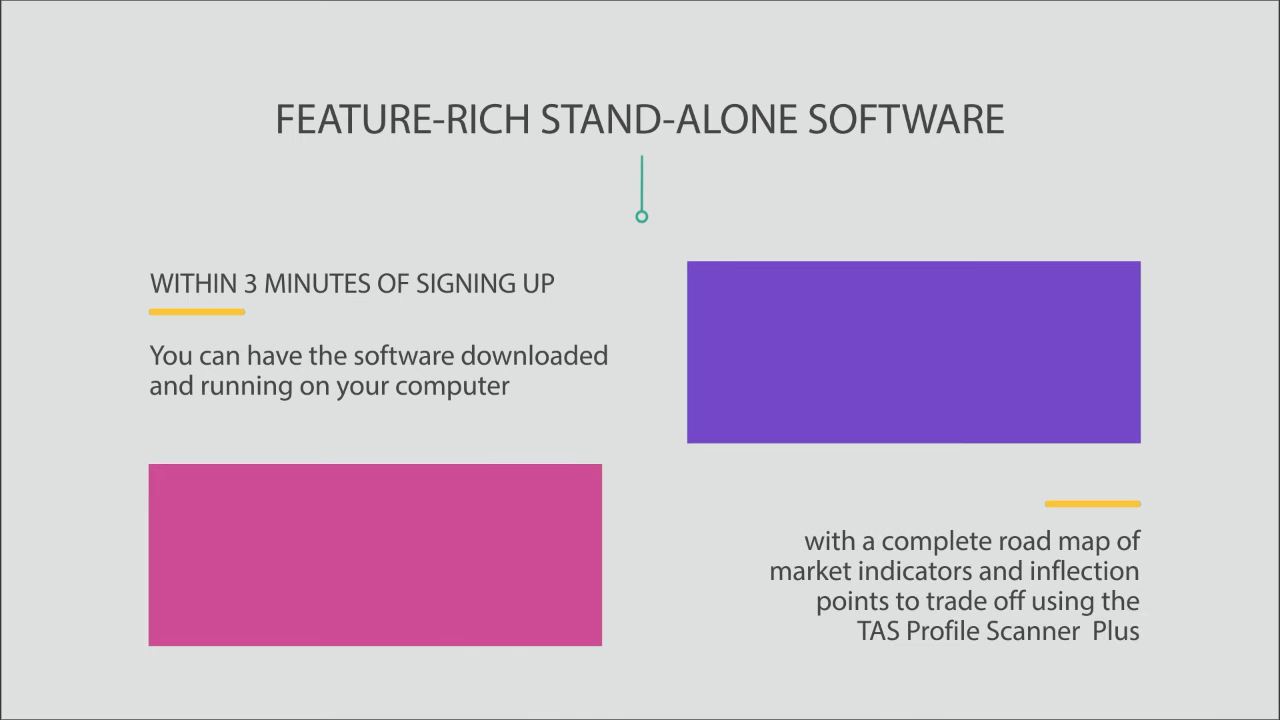 FEATURE-RICH STAND-ALONE SOFTWARE
WITHIN 3 MINUTES OF SIGNING UP
You can have the software downloaded
and running on your computer
with a complete road map of
market indicators and inflection
points to trade off using the
TAS Profile Scanner  Plus